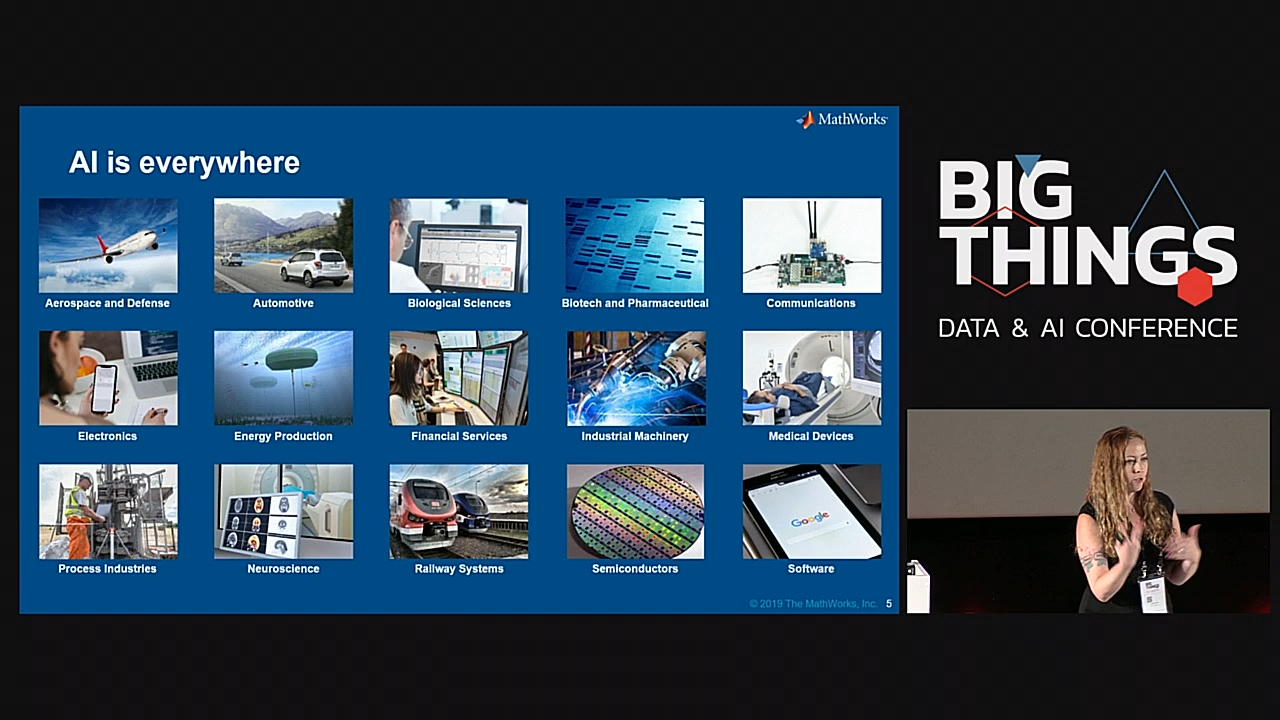 MathWorks
AI is everywhere
Aerospace and Defense
Automotive
Biological Sciences
Biotech and Pharmaceutical
Communications
Electronics
Energy Production
Financial Services
Industrial Machinery
Medical Devices
Process Industries
Neuroscience
Railway Systems
Semiconductors
Google
Software
© 2019 The MathWorks, Inc. 5
BIG
THINGS
DATA & AI CONFERENCE
BIG
THINGS